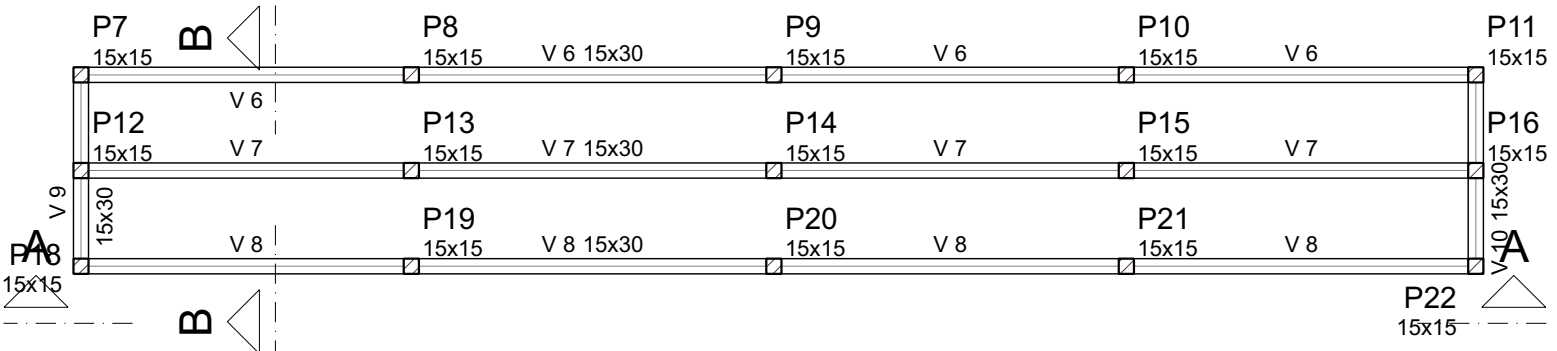 P7
15x15
B
P8
15x15
V 6 15x30
P9
15x15
V 6
P10
15x15
V 6
P11
15x15
V 6
P12
15x15
V 7
P13
15x15
V 7 15x30
P14
15x15
V 7
P15
15x15
V 7
P16
15x15
V 9
15x30
V 10 15x30
A
P18
15x15
V 8
P19
15x15
V 8 15x30
P20
15x15
V 8
P21
15x15
V 8
A
B
P22
15x15